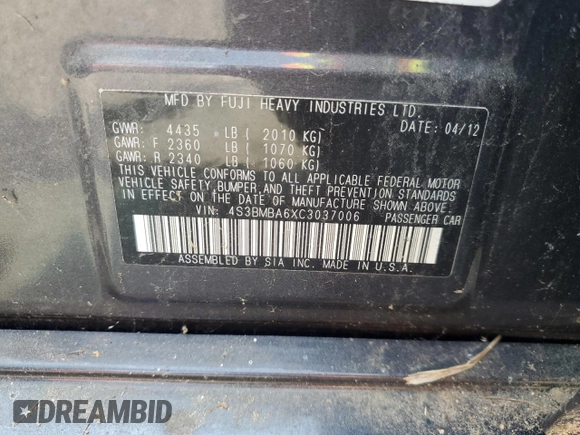 MFD BY FUJI HEAVY INDUSTRIES LTD.
GVWR: 4435 LB ( 2010 KG) DATE: 04/12
GAWR: F 2360 LB ( 1070 KG)
GAWR: R 2340 LB ( 1060 KG)
THIS VEHICLE CONFORMS TO ALL APPLICABLE FEDERAL MOTOR
VEHICLE SAFETY, BUMPER, AND THEFT PREVENTION STANDARDS
IN EFFECT ON THE DATE OF MANUFACTURE SHOWN ABOVE.
VIN: 4S3BMBA6XC3037006 PASSENGER CAR
ASSEMBLED BY SIA INC. MADE IN U.S.A.
DREAMBID